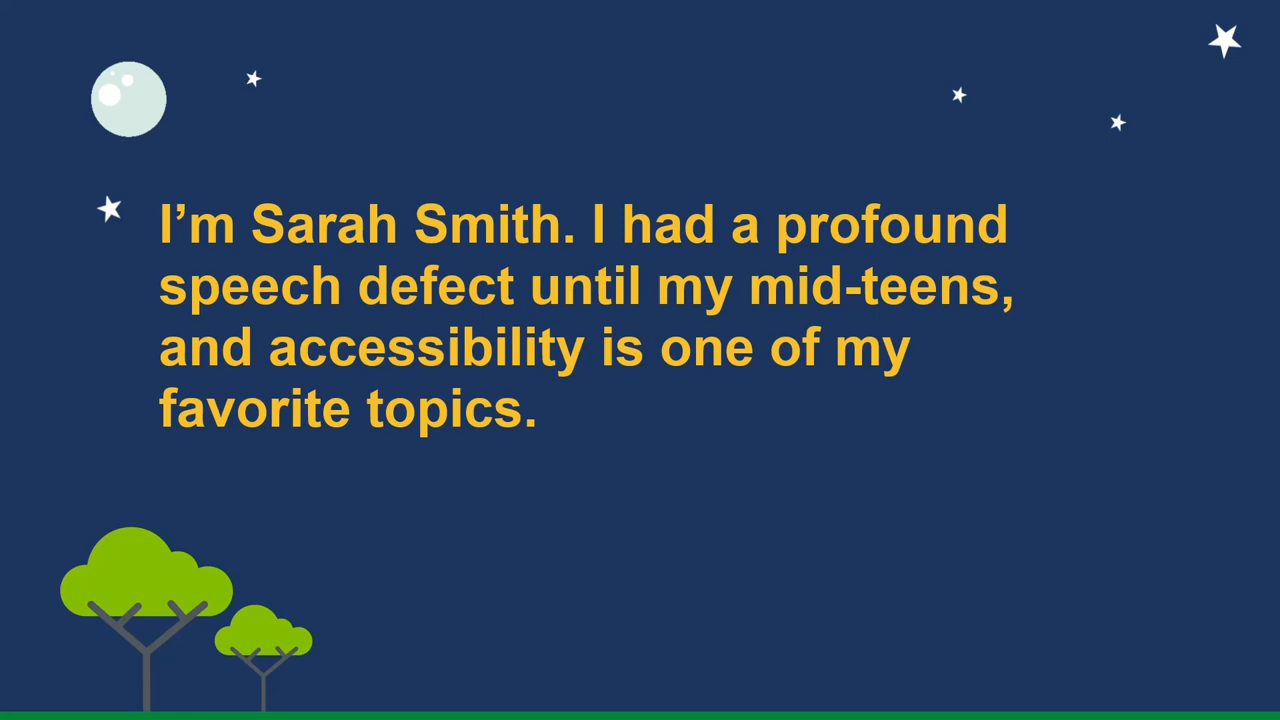 I’m Sarah Smith. I had a profound
speech defect until my mid-teens,
and accessibility is one of my
favorite topics.